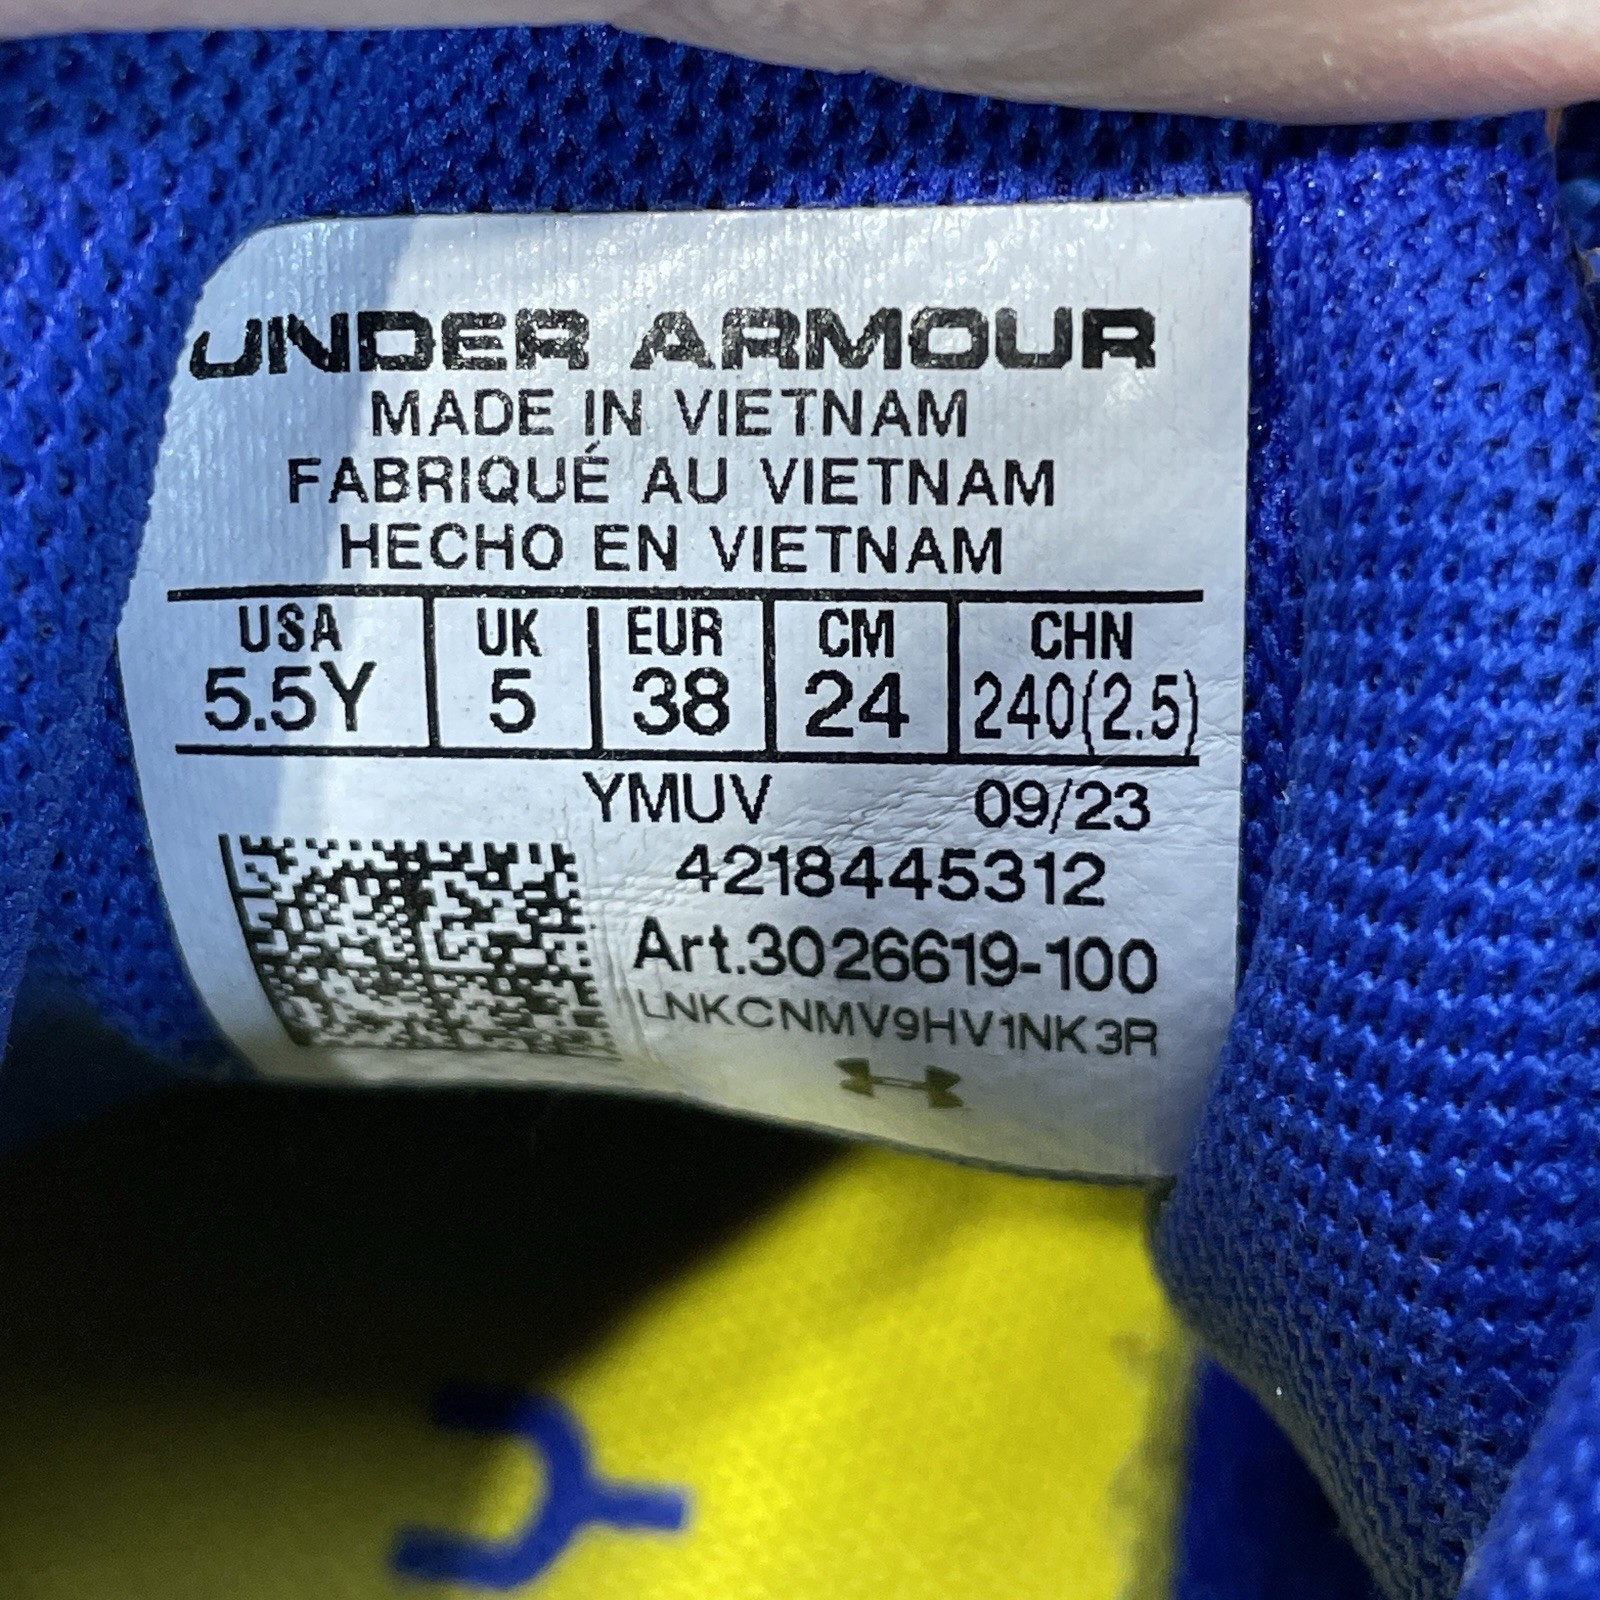 UNDER ARMOUR
MADE IN VIETNAM
FABRIQUÉ AU VIETNAM
HECHO EN VIETNAM
USA UK EUR CM CHN
5.5Y 5 38 24 240(2.5)
YMUV 09/23
4218445312
Art.3026619-100
LNKCNMV9HV1NK3R